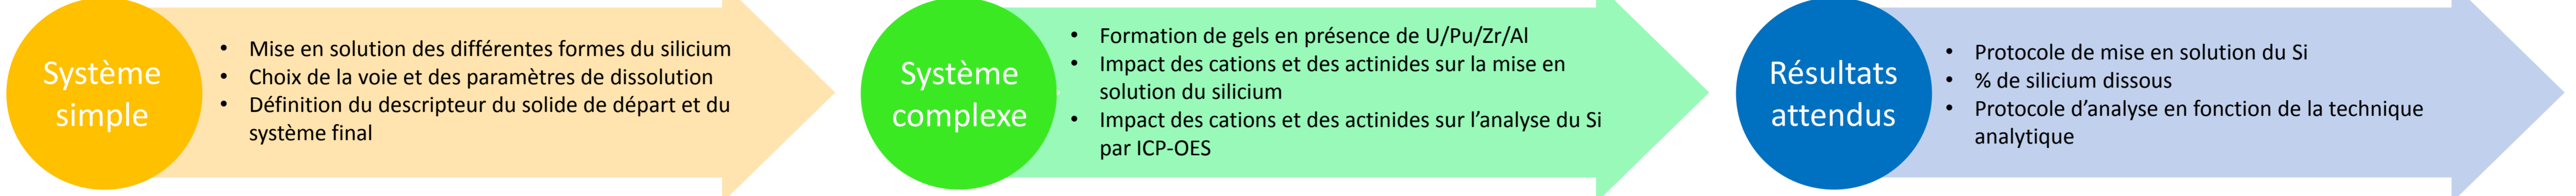 Système
simple
• Mise en solution des différentes formes du silicium
• Choix de la voie et des paramètres de dissolution
• Définition du descripteur du solide de départ et du
système final
Système
complexe
• Formation de gels en présence de U/Pu/Zr/Al
• Impact des cations et des actinides sur la mise en
solution du silicium
• Impact des cations et des actinides sur l’analyse du Si
par ICP-OES
Résultats
attendus
• Protocole de mise en solution du Si
• % de silicium dissous
• Protocole d’analyse en fonction de la technique
analytique